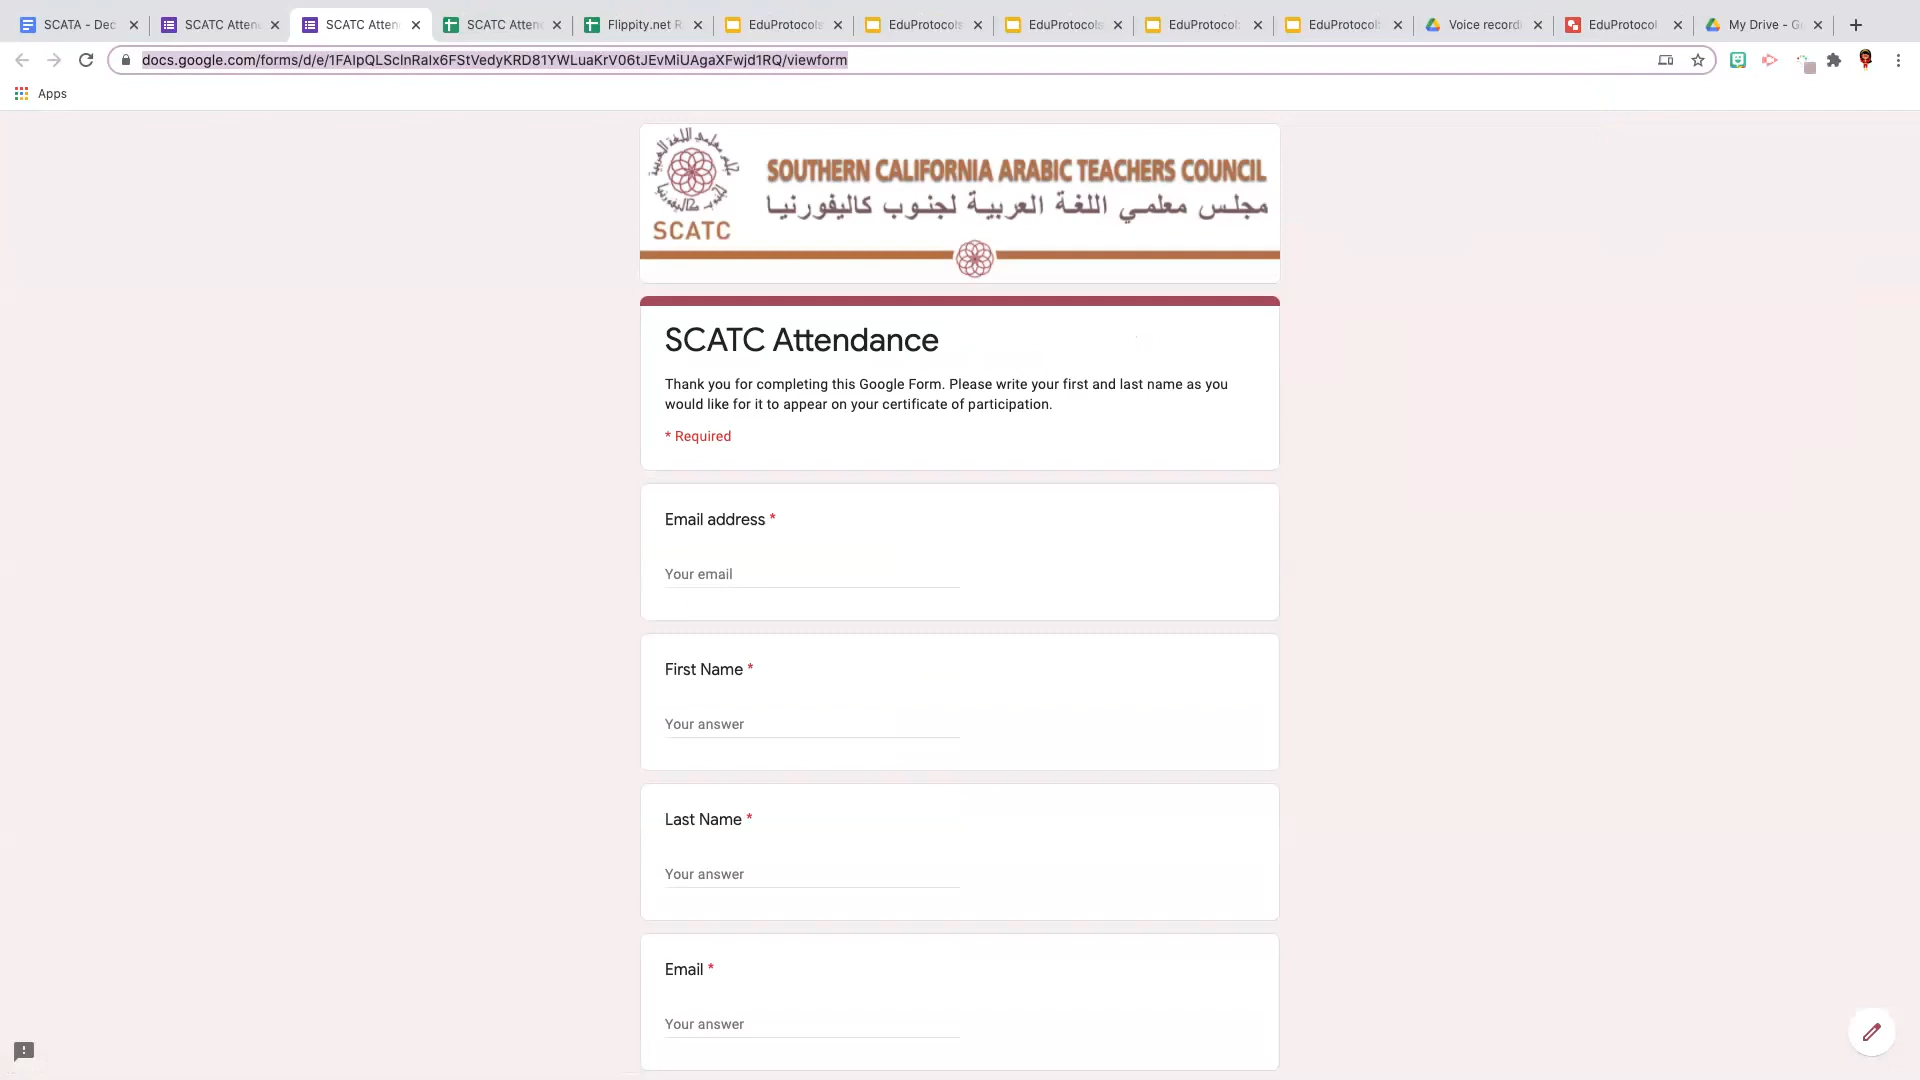 SCATA - Dec
SCATC Atten
SCATC Atten
SCATC Atten
Flippity.net R
EduProtocols
EduProtocols
EduProtocols
EduProtocol
EduProtocol
Voice record
EduProtocol
My Drive - G
docs.google.com/forms/d/e/1FAIpQLSclnRaIx6FStVedyKRD81YWLuaKrV06tJEvMiUAgaXFwjd1RQ/viewform
Apps
SOUTHERN CALIFORNIA ARABIC TEACHERS COUNCIL
مجلس معلمي اللغة العربية لجنوب كاليفورنيا
SCATC
SCATC Attendance
Thank you for completing this Google Form. Please write your first and last name as you
would like for it to appear on your certificate of participation.
* Required
Email address *
Your email
First Name *
Your answer
Last Name *
Your answer
Email *
Your answer